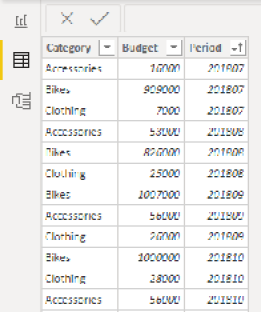 Category Budget Period
Accessories 16000 201807
Bikes 909000 201807
Clothing 7000 201807
Accessories 53000 201808
Bikes 826000 201808
Clothing 25000 201808
Bikes 1007000 201809
Accessories 56000 201809
Clothing 26000 201809
Bikes 1000000 201810
Clothing 28000 201810
Accessories 56000 201810